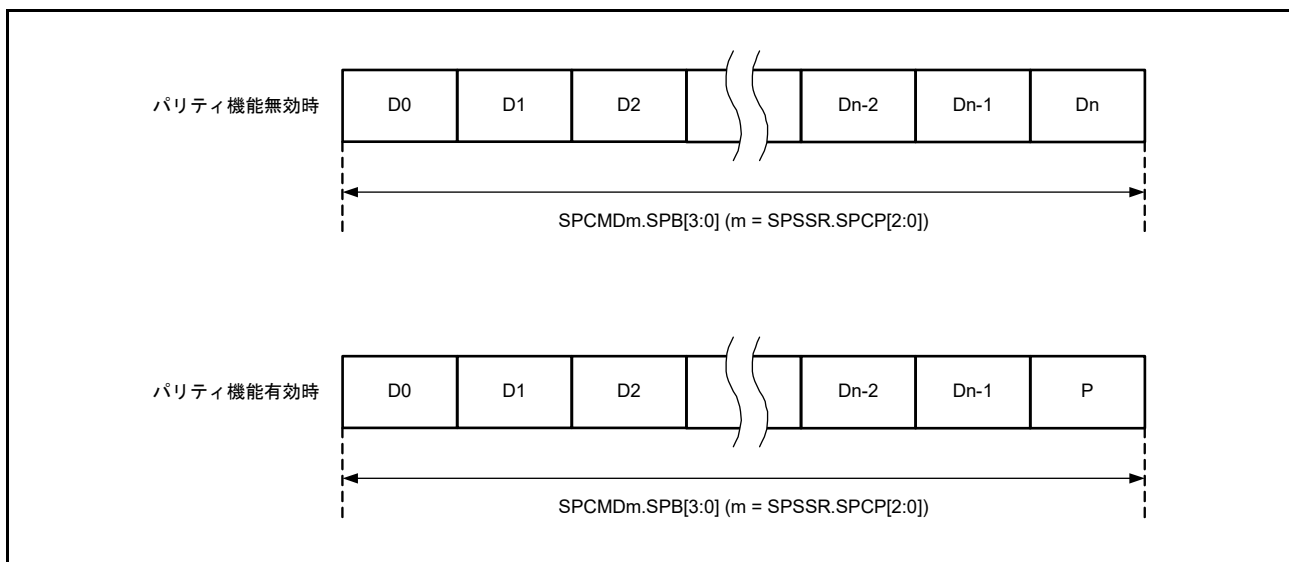 パリティ機能無効時 D0 D1 D2 Dn-2 Dn-1 Dn
SPCMDm.SPB[3:0] (m = SPSSR.SPCP[2:0])
パリティ機能有効時 D0 D1 D2 Dn-2 Dn-1 P
SPCMDm.SPB[3:0] (m = SPSSR.SPCP[2:0])